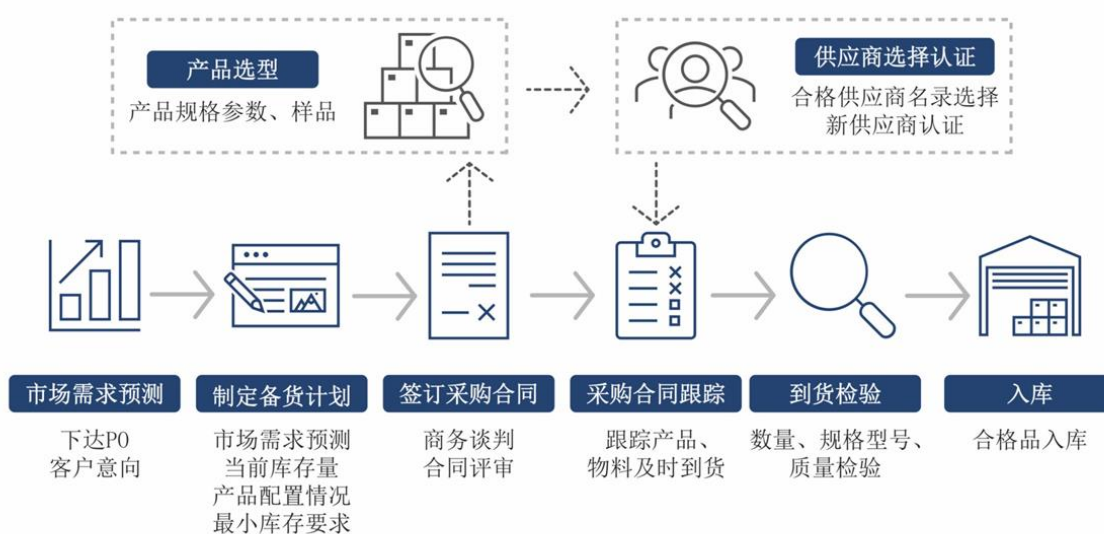 产品选型
产品规格参数、样品
供应商选择认证
合格供应商名录选择
新供应商认证
市场需求预测
下达PO
客户意向
制定备货计划
市场需求预测
当前库存量
产品配置情况
最小库存要求
签订采购合同
商务谈判
合同评审
采购合同跟踪
跟踪产品、
物料及时到货
到货检验
数量、规格型号、
质量检验
入库
合格品入库